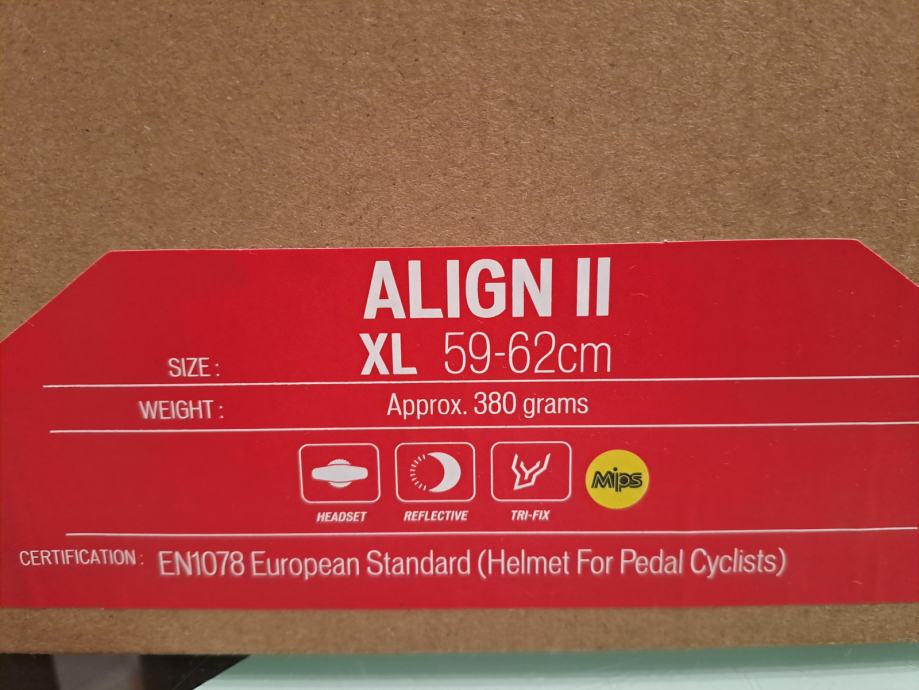 ALIGN II
SIZE : XL 59-62cm
WEIGHT : Approx. 380 grams
Mips
HEADSET REFLECTIVE TRI-FIX
CERTIFICATION : EN1078 European Standard (Helmet For Pedal Cyclists)